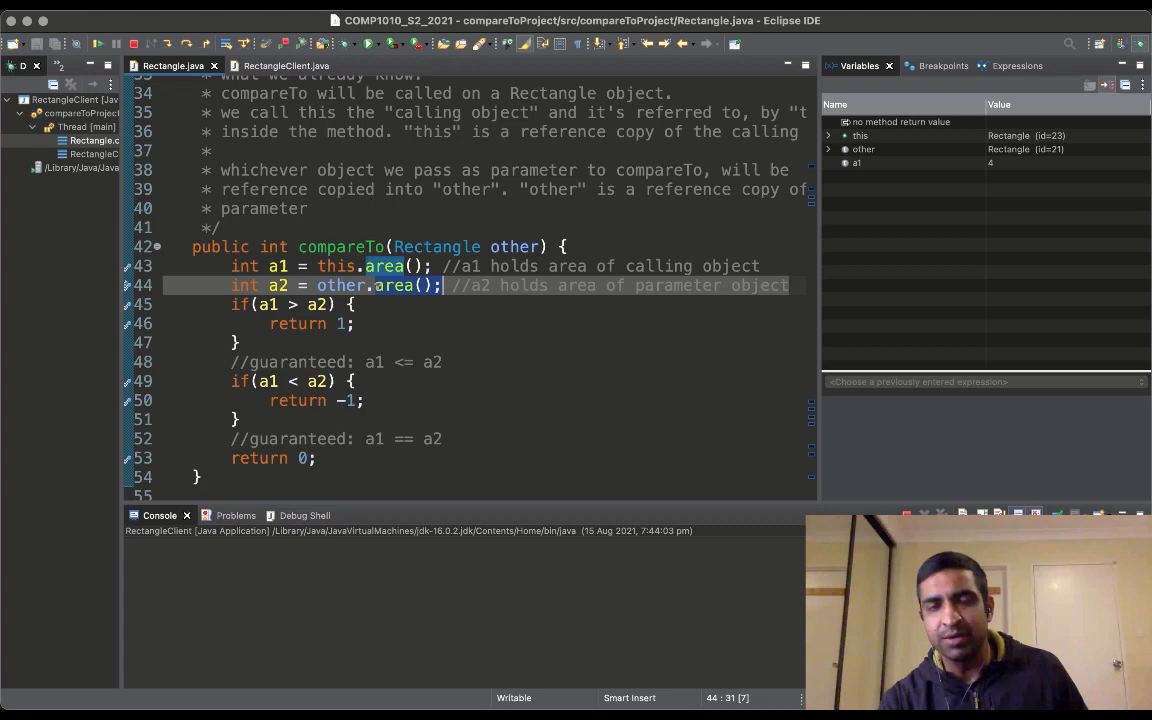 COMP1010_S2_2021 - compareToProject/src/compareToProject/Rectangle.java - Eclipse IDE
D
Rectangle.java
RectangleClient.java
Variables
Breakpoints
Expressions
RectangleClient [Jav
compareToProje
Thread [main]
Rectangle.c
RectangleC
/Library/Java/Java
34 * compareTo will be called on a Rectangle object.
35 * we call this the "calling object" and it's referred to, by "t
36 * inside the method. "this" is a reference copy of the calling
37 *
38 * whichever object we pass as parameter to compareTo, will be
39 * reference copied into "other". "other" is a reference copy of
40 * parameter
41 */
42 public int compareTo(Rectangle other) {
43 int a1 = this.area(); //a1 holds area of calling object
44 int a2 = other.area(); //a2 holds area of parameter object
45 if(a1 > a2) {
46 return 1;
47 }
48 //guaranteed: a1 <= a2
49 if(a1 < a2) {
50 return -1;
51 }
52 //guaranteed: a1 == a2
53 return 0;
54 }
55
Name Value
no method return value
this Rectangle (id=23)
other Rectangle (id=21)
a1 4
<Choose a previously entered expression>
Console
Problems
Debug Shell
RectangleClient [Java Application] /Library/Java/JavaVirtualMachines/jdk-16.0.2.jdk/Contents/Home/bin/java (15 Aug 2021, 7:44:03 pm)
Writable
Smart Insert
44 : 31 [7]